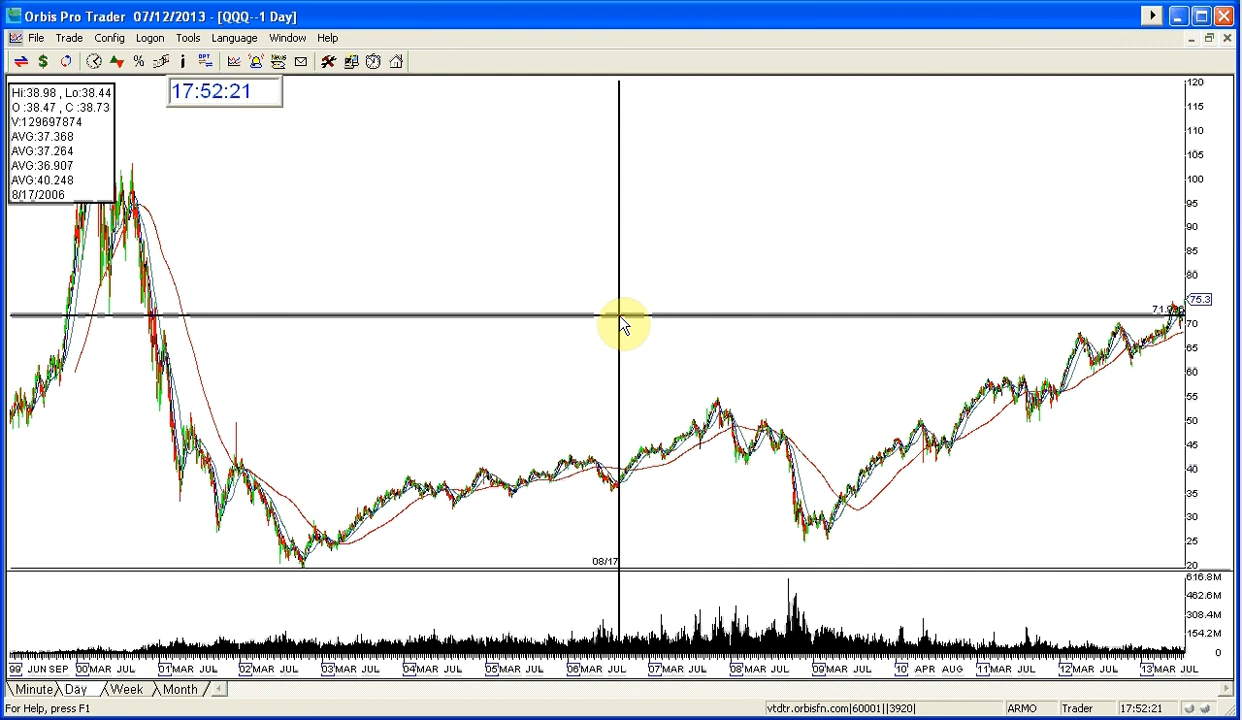 Orbis Pro Trader 07/12/2013 - [QQQ--1 Day]
File Trade Config Logon Tools Language Window Help
OPT
News
17:52:21
Hi:38.98 , Lo:38.44
O :38.47 , C :38.73
V:129697874
AVG:37.368
AVG:37.264
AVG:36.907
AVG:40.248
8/17/2006
120
115
110
105
100
95
90
85
80
75.3
70
65
60
55
50
45
40
35
30
25
20
08/17
616.8M
462.6M
308.4M
154.2M
0
99 JUN SEP 00 MAR JUL 01 MAR JUL 02 MAR JUL 03 MAR JUL 04 MAR JUL 05 MAR JUL 06 MAR JUL 07 MAR JUL 08 MAR JUL 09 MAR JUL 10 APR AUG 11 MAR JUL 12 MAR JUL 13 MAR JUL
Minute Day Week Month
For Help, press F1 vtdtr.orbisfn.com|60001||3920| ARMO Trader 17:52:21